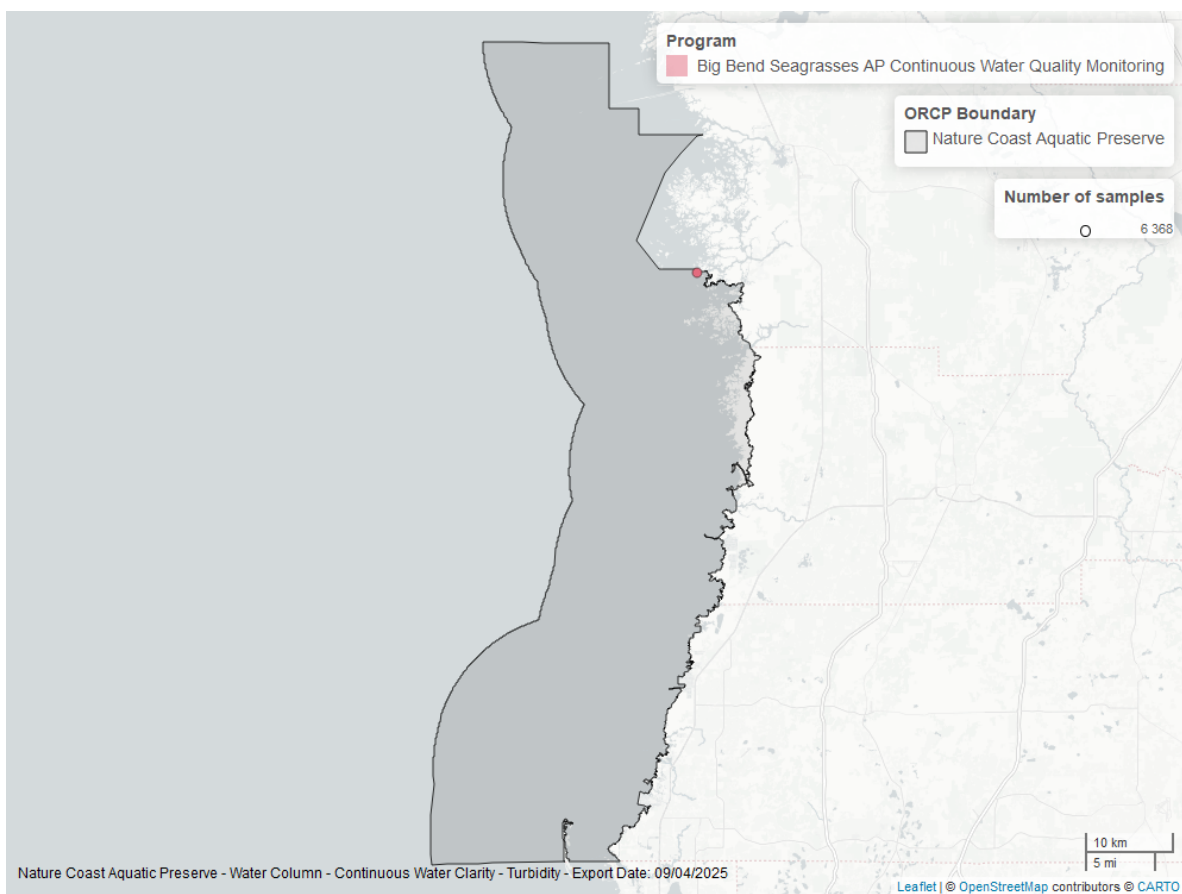 Program
Big Bend Seagrasses AP Continuous Water Quality Monitoring
ORCP Boundary
Nature Coast Aquatic Preserve
Number of samples
6 368
10 km
5 mi
Nature Coast Aquatic Preserve - Water Column - Continuous Water Clarity - Turbidity - Export Date: 09/04/2025
Leaflet | © OpenStreetMap contributors © CARTO